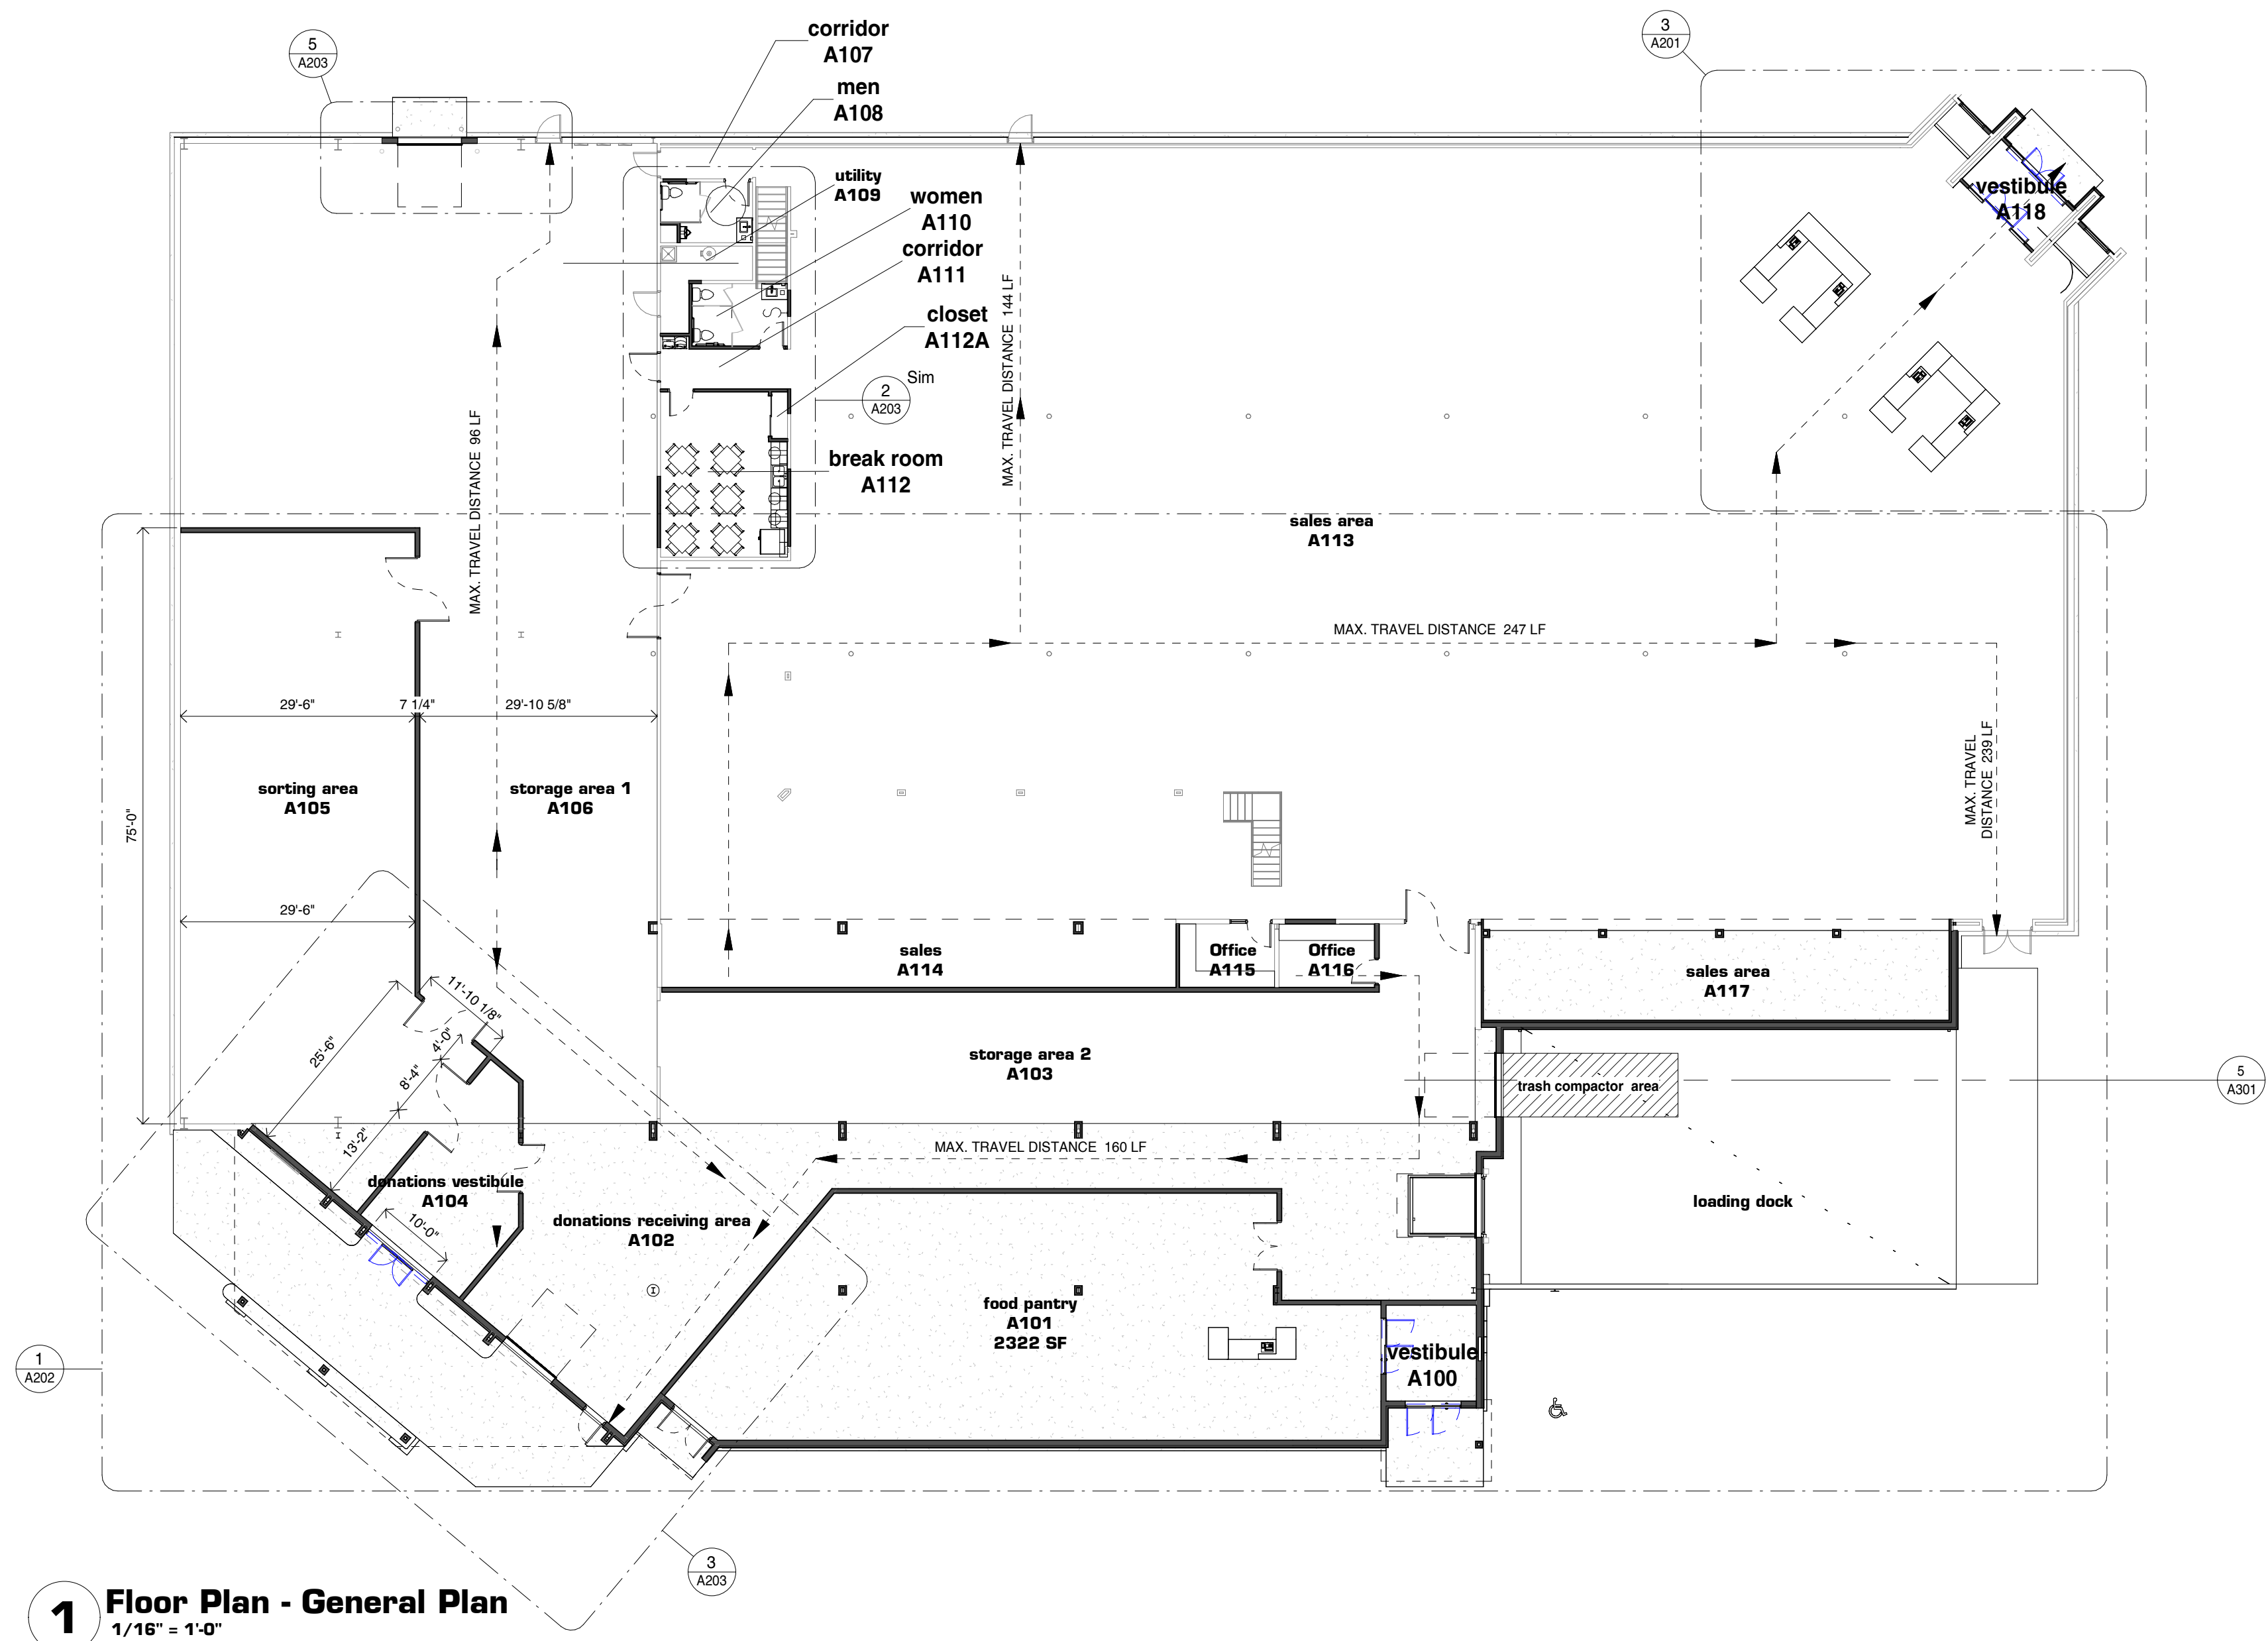 corridor
A107
3
A201
5
A203
men
A108
utility
A109
women
A110
vestibule
A118
corridor
A111
closet
A112A
Sim
2
A203
MAX. TRAVEL DISTANCE 144 LF
MAX. TRAVEL DISTANCE 96 LF
break room
A112
sales area
A113
MAX. TRAVEL DISTANCE 247 LF
29'-6"
7 1/4"
29'-10 5/8"
MAX. TRAVEL
DISTANCE 239 LF
sorting area
A105
storage area 1
A106
75'-0"
29'-6"
sales
A114
Office
A115
Office
A116
sales area
A117
11'-10 1/8"
25'-6"
4'-0"
8'-4"
13'-2"
storage area 2
A103
trash compactor area
5
A301
MAX. TRAVEL DISTANCE 160 LF
donations vestibule
A104
10'-0"
donations receiving area
A102
loading dock
food pantry
A101
2322 SF
vestibule
A100
1
A202
3
A203
1
Floor Plan - General Plan
1/16" = 1'-0"